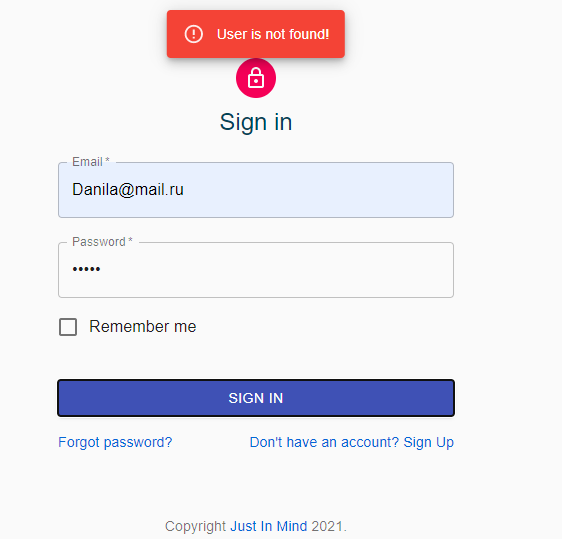 User is not found!
Sign in
Email *
Danila@mail.ru
Password *
•••••
Remember me
SIGN IN
Forgot password? Don't have an account? Sign Up
Copyright Just In Mind 2021.